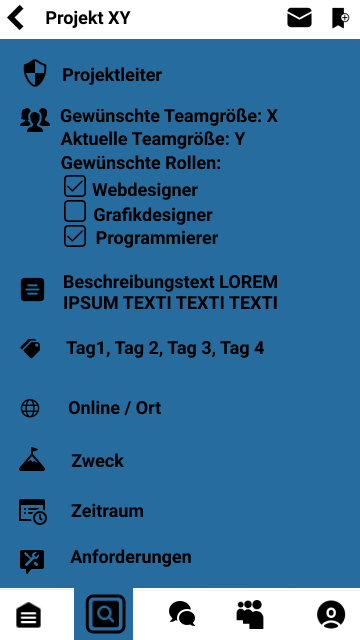 Projekt XY
Projektleiter
Gewünschte Teamgröße: X
Aktuelle Teamgröße: Y
Gewünschte Rollen:
Webdesigner
Grafikdesigner
Programmierer
Beschreibungstext LOREM
IPSUM TEXTI TEXTI TEXTI
Tag1, Tag 2, Tag 3, Tag 4
Online / Ort
Zweck
Zeitraum
Anforderungen